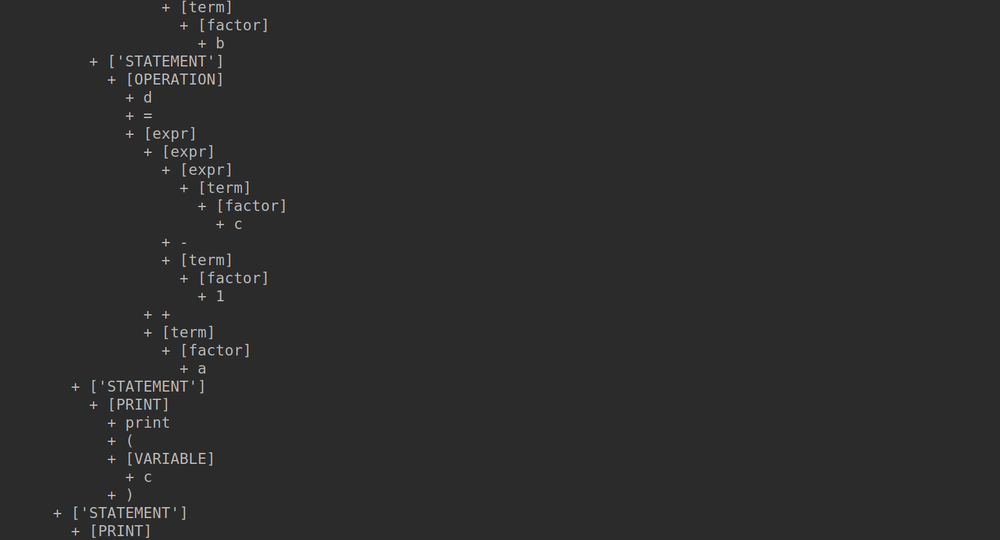 + [term]
+ [factor]
+ b
+ ['STATEMENT']
+ [OPERATION]
+ d
+ =
+ [expr]
+ [expr]
+ [expr]
+ [term]
+ [factor]
+ c
+ -
+ [term]
+ [factor]
+ 1
+ +
+ [term]
+ [factor]
+ a
+ ['STATEMENT']
+ [PRINT]
+ print
+ (
+ [VARIABLE]
+ c
+ )
+ ['STATEMENT']
+ [PRINT]